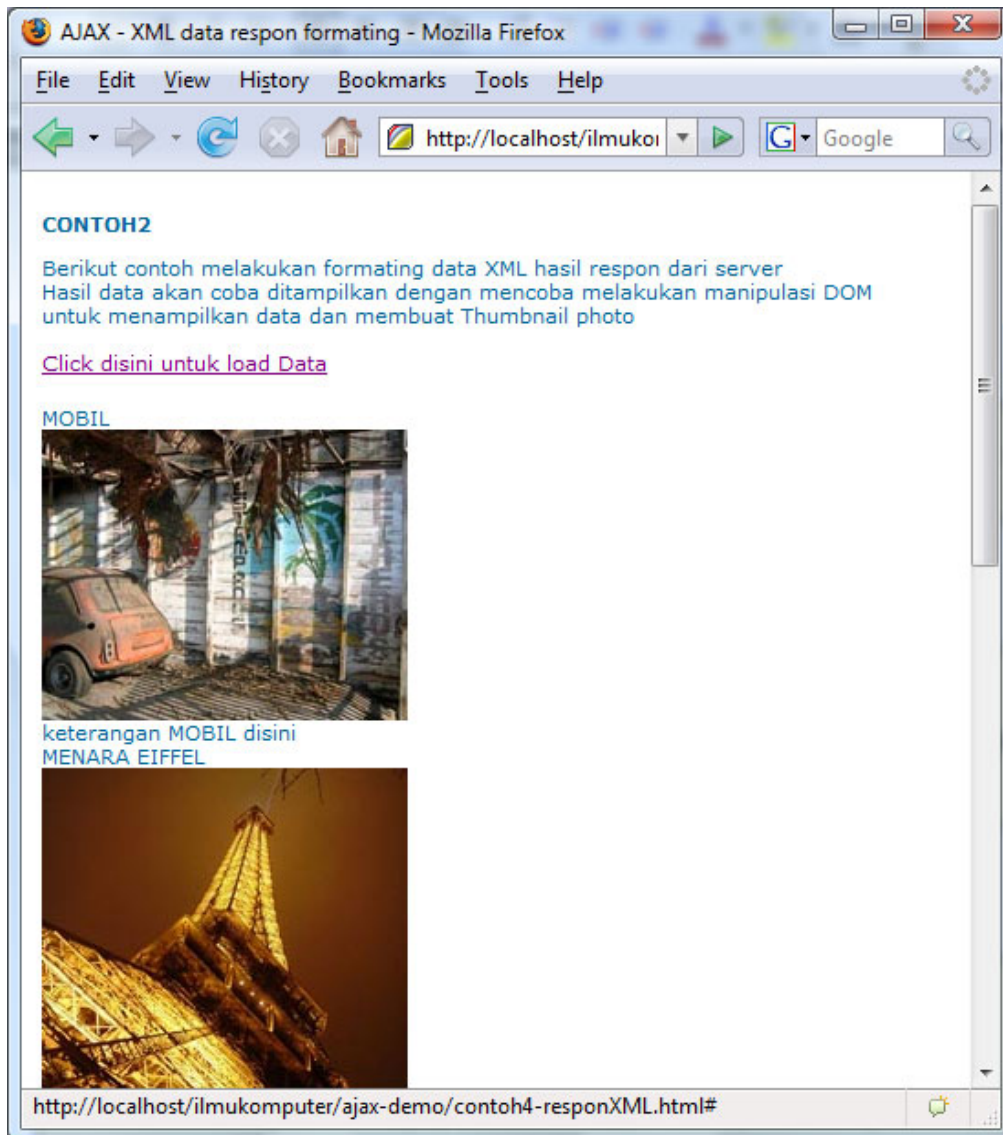 AJAX - XML data respon formating - Mozilla Firefox
File Edit View History Bookmarks Tools Help
http://localhost/ilmukoi
G Google
CONTOH2
Berikut contoh melakukan formating data XML hasil respon dari server
Hasil data akan coba ditampilkan dengan mencoba melakukan manipulasi DOM
untuk menampilkan data dan membuat Thumbnail photo
Click disini untuk load Data
MOBIL
keterangan MOBIL disini
MENARA EIFFEL
http://localhost/ilmukomputer/ajax-demo/contoh4-responXML.html#